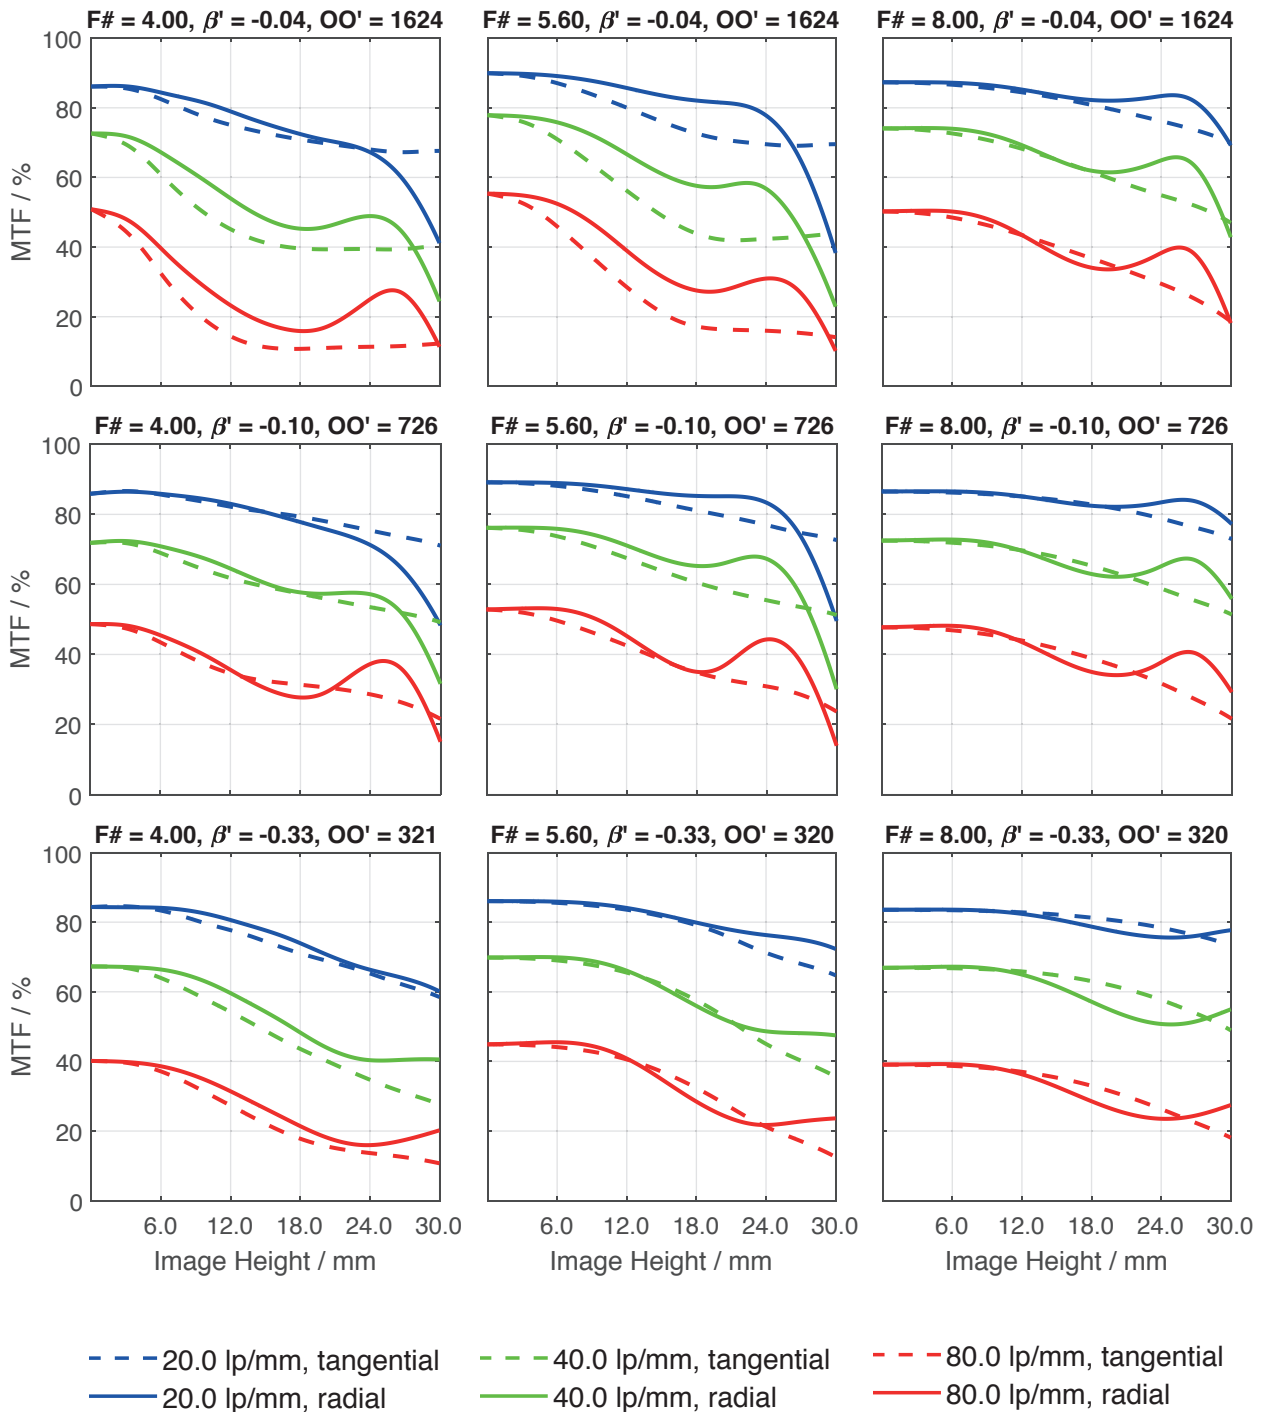 F# = 4.00, β' = -0.04, OO' = 1624
F# = 5.60, β' = -0.04, OO' = 1624
F# = 8.00, β' = -0.04, OO' = 1624
100
80
60
40
20
0
MTF / %
F# = 4.00, β' = -0.10, OO' = 726
F# = 5.60, β' = -0.10, OO' = 726
F# = 8.00, β' = -0.10, OO' = 726
100
80
60
40
20
0
MTF / %
F# = 4.00, β' = -0.33, OO' = 321
F# = 5.60, β' = -0.33, OO' = 320
F# = 8.00, β' = -0.33, OO' = 320
100
80
60
40
20
0
MTF / %
6.0 12.0 18.0 24.0 30.0
6.0 12.0 18.0 24.0 30.0
6.0 12.0 18.0 24.0 30.0
Image Height / mm
Image Height / mm
Image Height / mm
20.0 lp/mm, tangential
20.0 lp/mm, radial
40.0 lp/mm, tangential
40.0 lp/mm, radial
80.0 lp/mm, tangential
80.0 lp/mm, radial